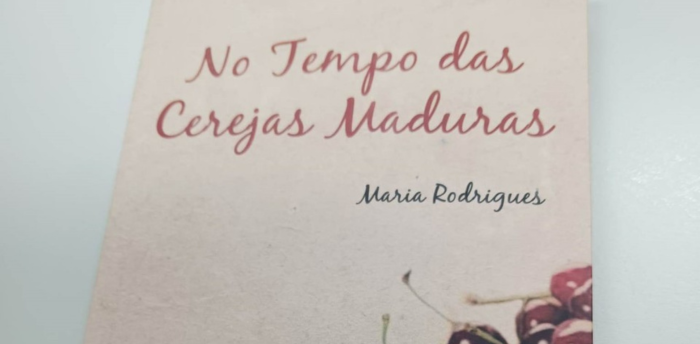 No Tempo das
Cerejas Maduras
Maria Rodrigues